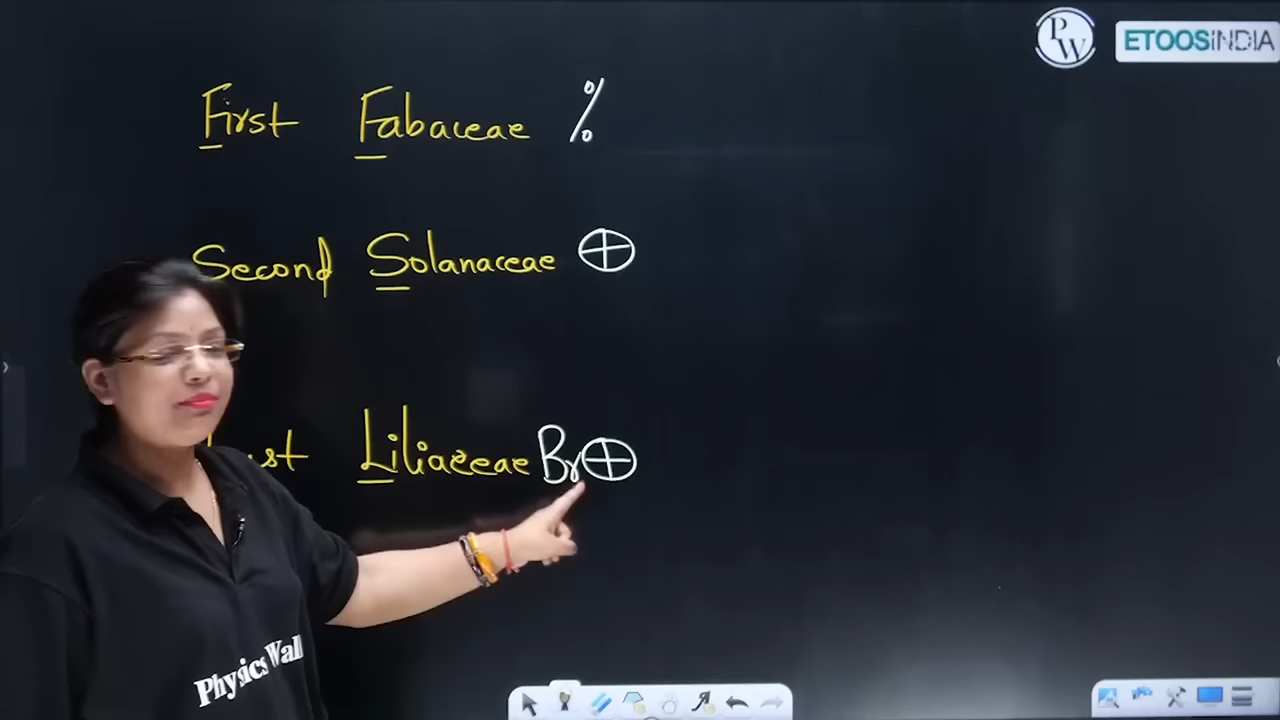 PW
ETOOSINDIA
First Fabaceae %
Second Solanaceae ⊕
Liliaceae Br⊕
Physics Wall